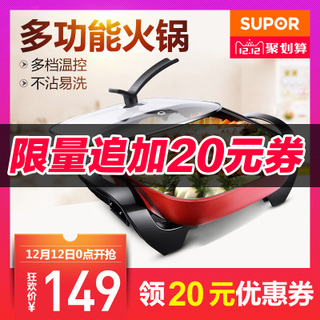 SUPOR
多功能火锅
12.12 聚划算
多档温控
不沾易洗
限量追加20元券
12月12日0点开抢
狂欢价 ¥149
领20元优惠券